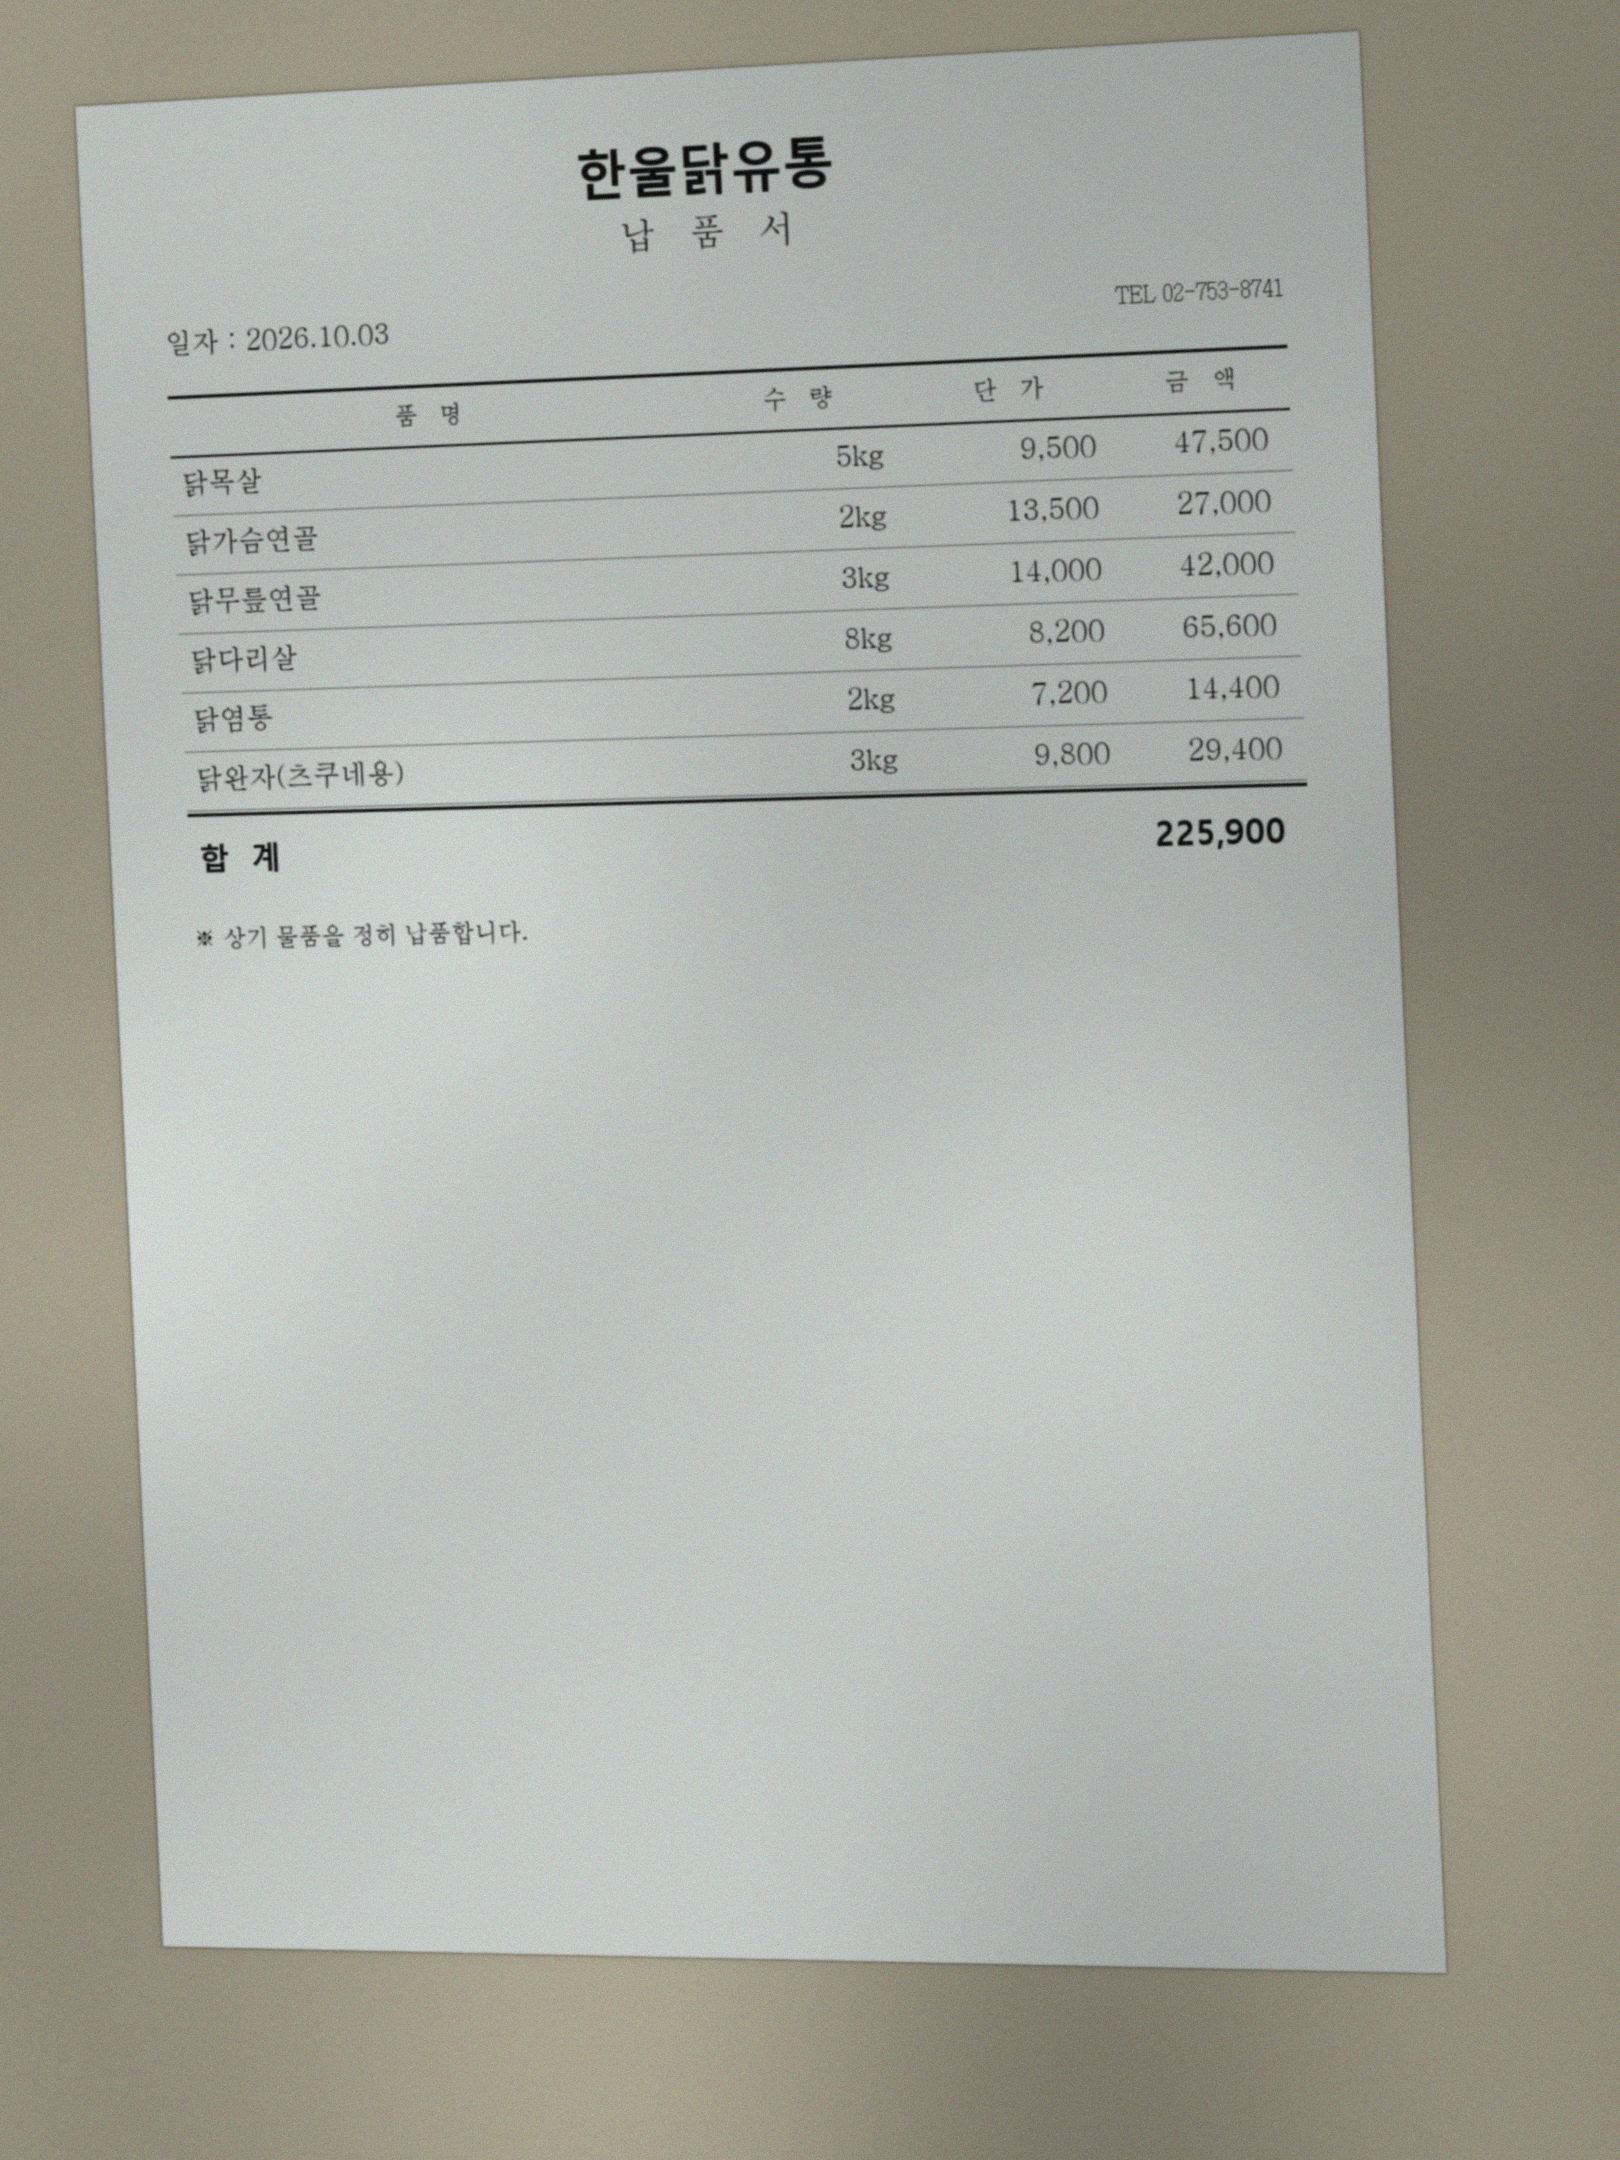 한울닭유통
납 품 서
TEL 02-753-8741
일자 : 2026.10.03
품 명 수 량 단 가 금 액
닭목살 5kg 9,500 47,500
닭가슴연골 2kg 13,500 27,000
닭무릎연골 3kg 14,000 42,000
닭다리살 8kg 8,200 65,600
닭염통 2kg 7,200 14,400
닭완자(츠쿠네용) 3kg 9,800 29,400
합 계 225,900
※ 상기 물품을 정히 납품합니다.